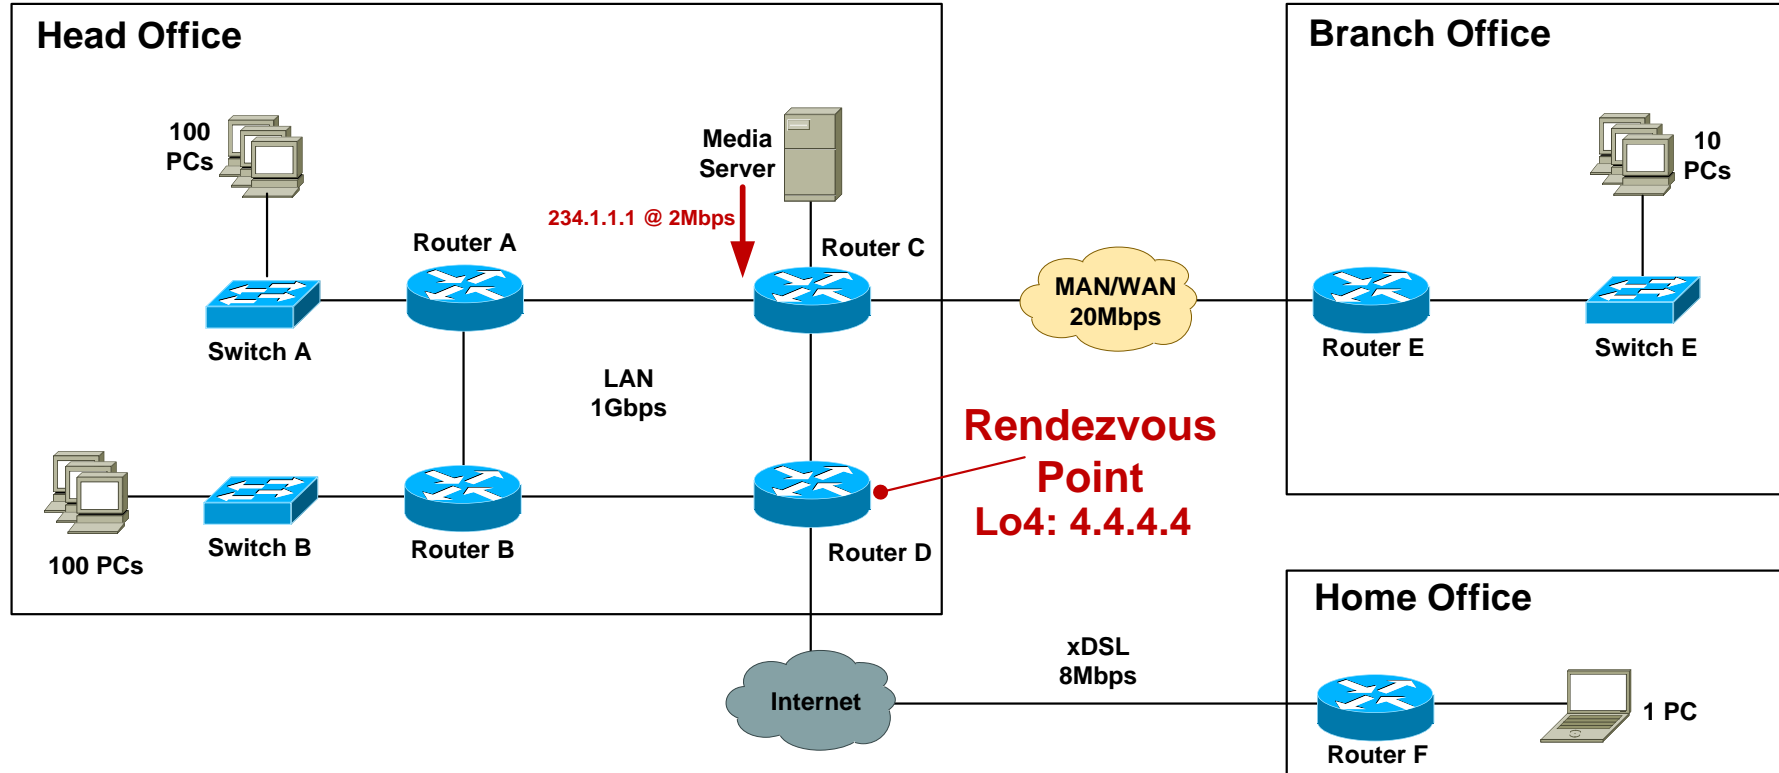 Head Office
Branch Office
100
PCs
Media
Server
10
PCs
234.1.1.1 @ 2Mbps
Router A
Router C
MAN/WAN
20Mbps
Switch A
Router E
Switch E
LAN
1Gbps
Rendezvous
Point
Lo4: 4.4.4.4
100 PCs
Switch B
Router B
Router D
Home Office
xDSL
8Mbps
Internet
1 PC
Router F